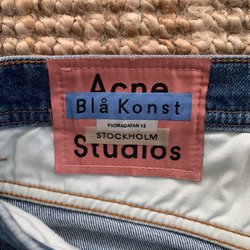 Acne
Blå Konst
FLORAGATAN 13
STOCKHOLM
Studios